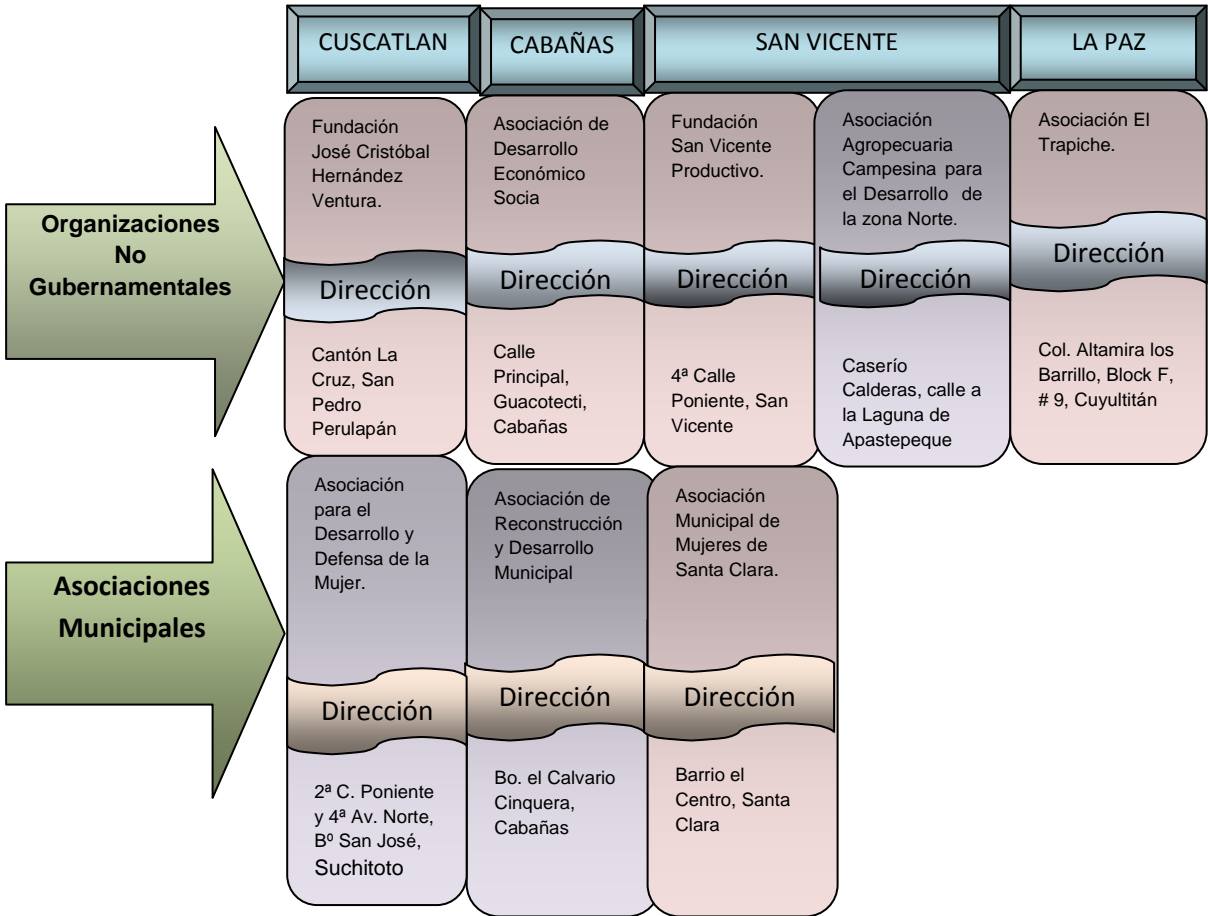 CUSCATLAN
CABAÑAS
SAN VICENTE
LA PAZ
Organizaciones
No
Gubernamentales
Fundación
José Cristóbal
Hernández
Ventura.
Dirección
Cantón La
Cruz, San
Pedro
Perulapán
Asociación de
Desarrollo
Económico
Socia
Dirección
Calle
Principal,
Guacotecti,
Cabañas
Fundación
San Vicente
Productivo.
Dirección
4ª Calle
Poniente, San
Vicente
Asociación
Agropecuaria
Campesina para
el Desarrollo de
la zona Norte.
Dirección
Caserío
Calderas, calle a
la Laguna de
Apastepeque
Asociación El
Trapiche.
Dirección
Col. Altamira los
Barrillo, Block F,
# 9, Cuyultitán
Asociaciones
Municipales
Asociación
para el
Desarrollo y
Defensa de la
Mujer.
Dirección
2ª C. Poniente
y 4ª Av. Norte,
Bº San José,
Suchitoto
Asociación de
Reconstrucción
y Desarrollo
Municipal
Dirección
Bo. el Calvario
Cinquera,
Cabañas
Asociación
Municipal de
Mujeres de
Santa Clara.
Dirección
Barrio el
Centro, Santa
Clara